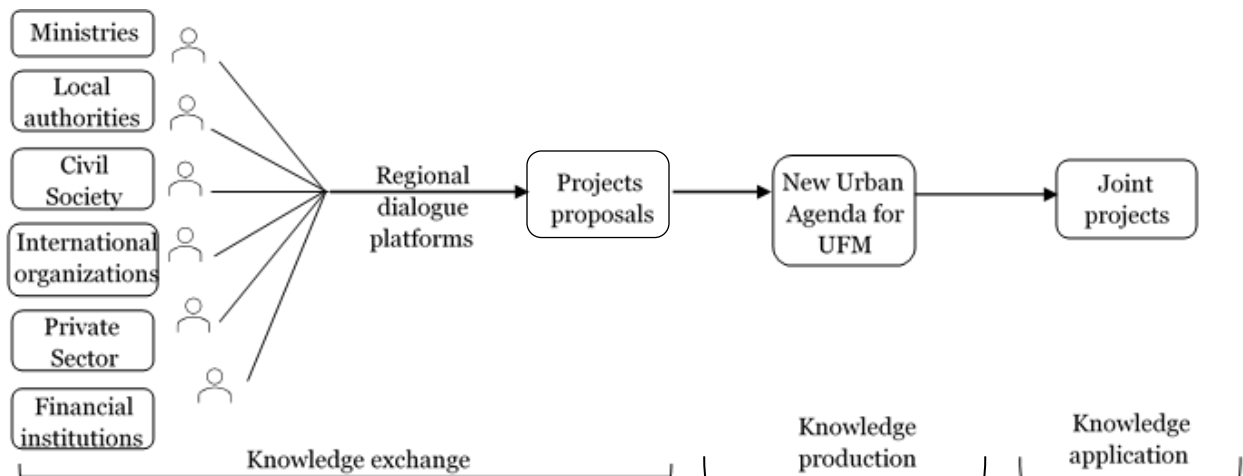 Ministries
Local
authorities
Civil
Society
International
organizations
Private
Sector
Financial
institutions
Regional
dialogue
platforms
Projects
proposals
New Urban
Agenda for
UFM
Joint
projects
Knowledge exchange
Knowledge
production
Knowledge
application